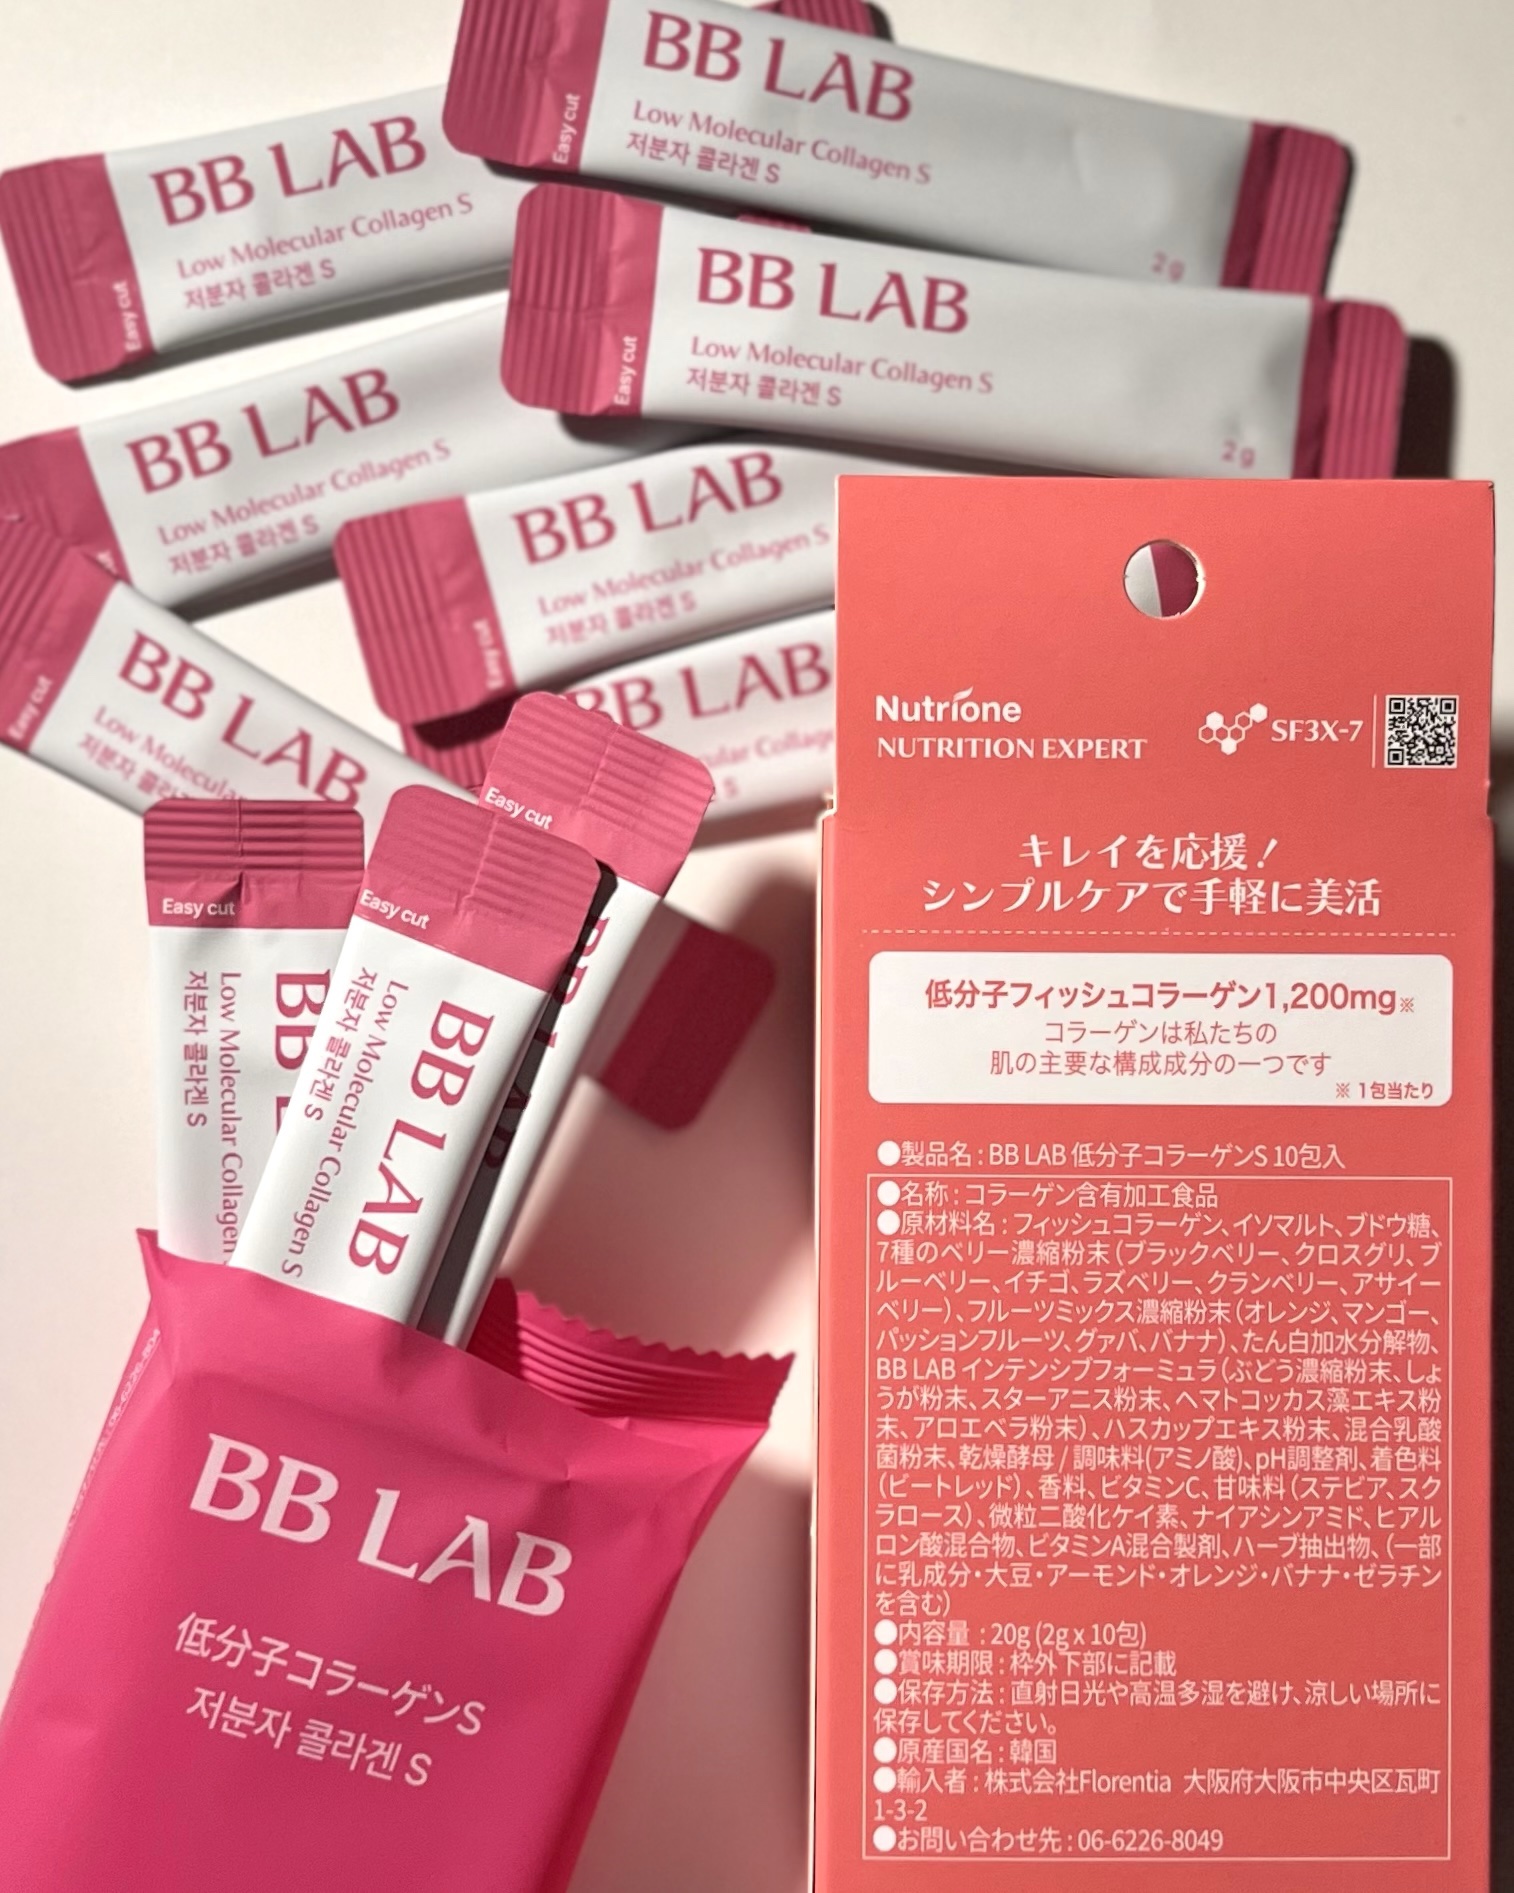 BB LAB
Low Molecular Collagen S
저분자 콜라겐 S
Easy cut
2g
BB LAB
Low Molecular Collagen S
저분자 콜라겐 S
Easy cut
BB LAB
Low Molecular Collagen S
저분자 콜라겐 S
Easy cut
2g
BB LAB
Low Molecular Collagen S
저분자 콜라겐 S
BB LAB
Low Molecular Collagen S
저분자 콜라겐 S
Easy cut
BB LAB
Low Molecular
저분자
Easy cut
BB LAB
S
Easy cut
BB LAB
Easy cut
BB
Low Molecular Collagen
저분자 콜라겐 S
Easy cut
BB LAB
Low Molecular Collagen S
저분자 콜라겐 S
BB LAB
低分子コラーゲンS
저분자 콜라겐 S
Nutrione
NUTRITION EXPERT
SF3X-7
キレイを応援!
シンプルケアで手軽に美活
低分子フィッシュコラーゲン1,200mg※
コラーゲンは私たちの
肌の主要な構成成分の一つです
※ 1包当たり
●製品名 : BB LAB 低分子コラーゲンS 10包入
●名称 : コラーゲン含有加工食品
●原材料名 : フィッシュコラーゲン、イソマルト、ブドウ糖、
7種のベリー濃縮粉末 (ブラックベリー、クロスグリ、ブ
ルーベリー、イチゴ、ラズベリー、クランベリー、アサイー
ベリー)、フルーツミックス濃縮粉末 (オレンジ、マンゴー、
パッションフルーツ、グァバ、バナナ)、たん白加水分解物、
BB LAB インテンシブフォーミュラ (ぶどう濃縮粉末、しょ
うが粉末、スターアニス粉末、ヘマトコッカス藻エキス粉
末、アロエベラ粉末)、ハスカップエキス粉末、混合乳酸
菌粉末、乾燥酵母 / 調味料(アミノ酸)、pH調整剤、着色料
(ビートレッド)、香料、ビタミンC、甘味料 (ステビア、スク
ラロース)、微粒二酸化ケイ素、ナイアシンアミド、ヒアル
ロン酸混合物、ビタミンA混合製剤、ハーブ抽出物、(一部
に乳成分・大豆・アーモンド・オレンジ・バナナ・ゼラチン
を含む)
●内容量 : 20g (2g x 10包)
●賞味期限 : 枠外下部に記載
●保存方法 : 直射日光や高温多湿を避け、涼しい場所に
保存してください。
●原産国名 : 韓国
●輸入者 : 株式会社Florentia 大阪府大阪市中央区瓦町
1-3-2
●お問い合わせ先 : 06-6226-8049